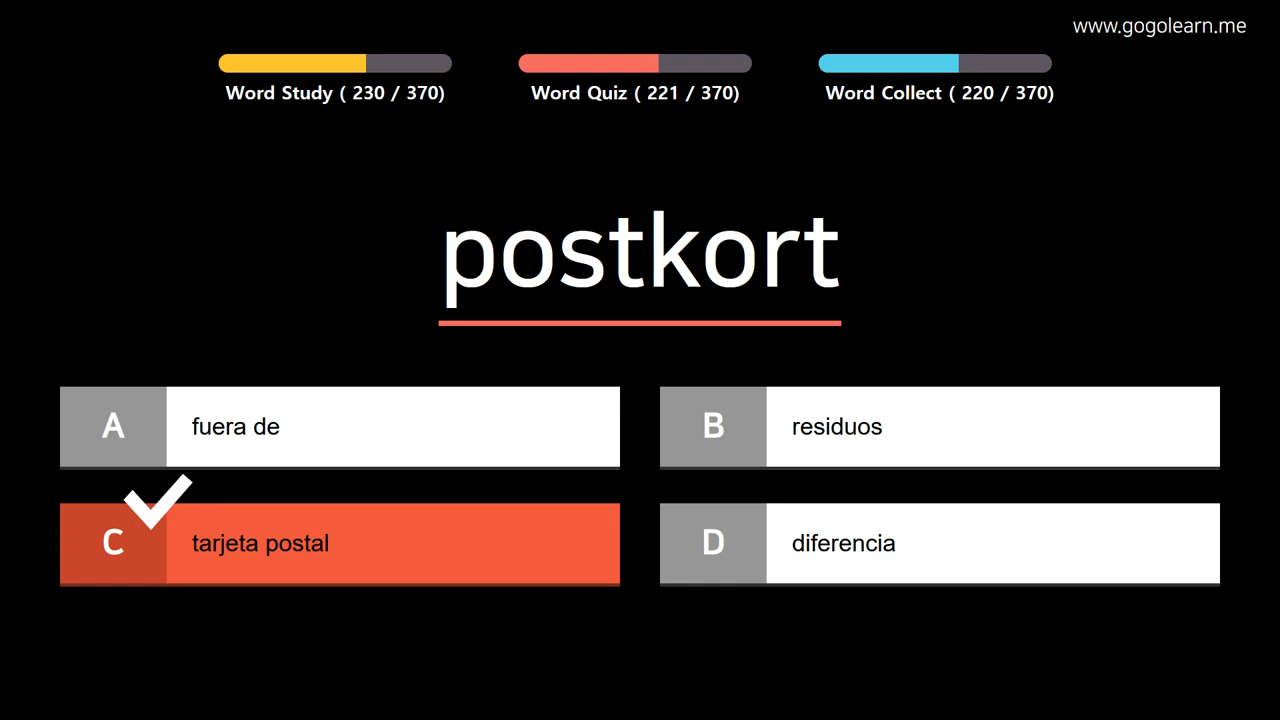 www.gogolearn.me
Word Study ( 230 / 370)
Word Quiz ( 221 / 370)
Word Collect ( 220 / 370)
postkort
A
fuera de
B
residuos
C
tarjeta postal
D
diferencia